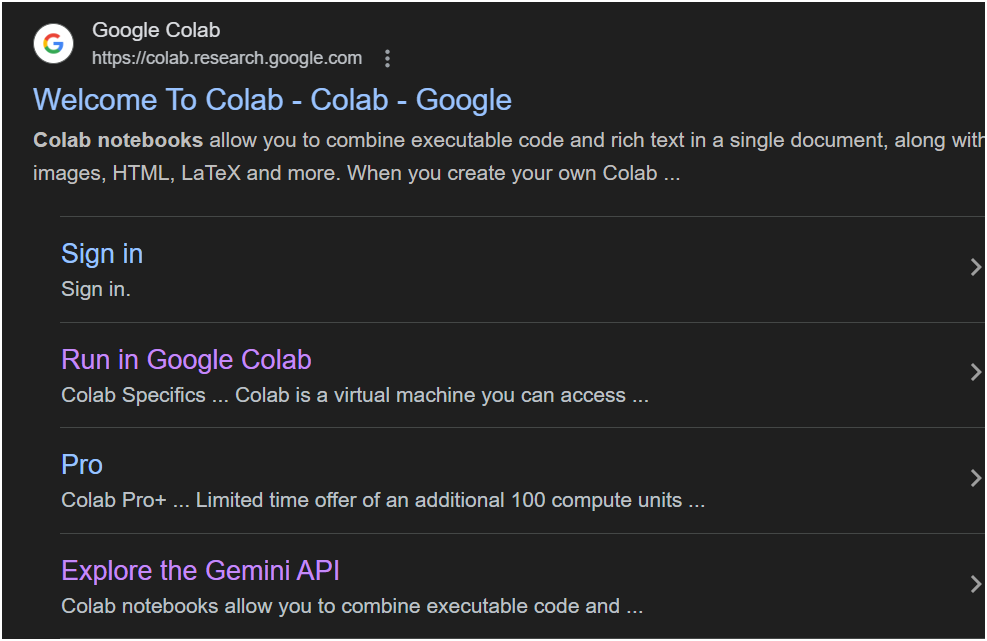 Google Colab
https://colab.research.google.com
Welcome To Colab - Colab - Google
Colab notebooks allow you to combine executable code and rich text in a single document, along with
images, HTML, LaTeX and more. When you create your own Colab ...
Sign in
Sign in.
Run in Google Colab
Colab Specifics ... Colab is a virtual machine you can access ...
Pro
Colab Pro+ ... Limited time offer of an additional 100 compute units ...
Explore the Gemini API
Colab notebooks allow you to combine executable code and ...